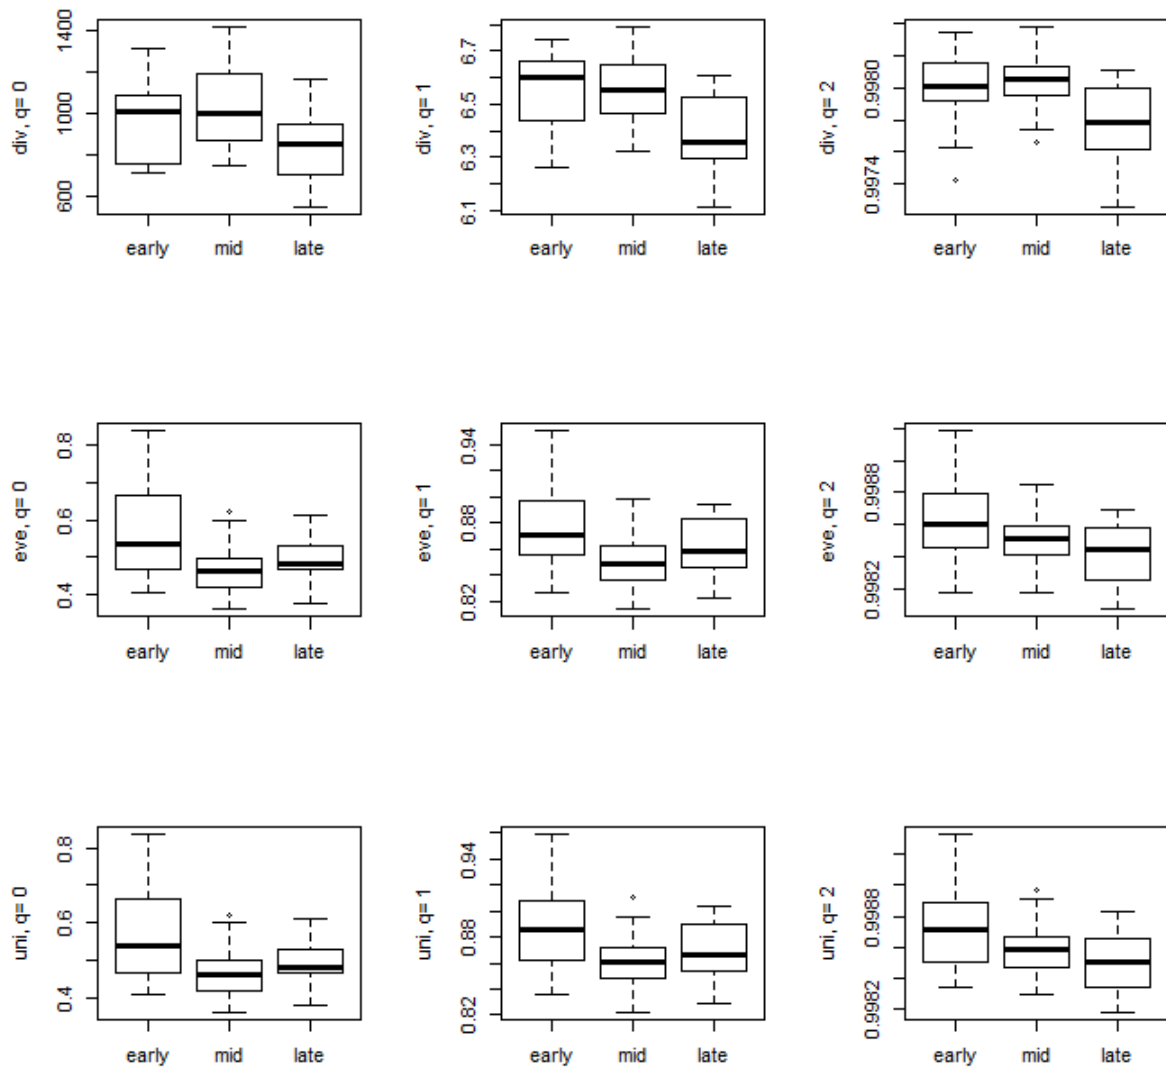 div, q= 0
1400
1000
600
early mid late
div, q= 1
6.7
6.5
6.3
6.1
early mid late
div, q= 2
0.9980
0.9974
early mid late
eve, q= 0
0.8
0.6
0.4
early mid late
eve, q= 1
0.94
0.88
0.82
early mid late
eve, q= 2
0.9988
0.9982
early mid late
uni, q= 0
0.8
0.6
0.4
early mid late
uni, q= 1
0.94
0.88
0.82
early mid late
uni, q= 2
0.9988
0.9982
early mid late